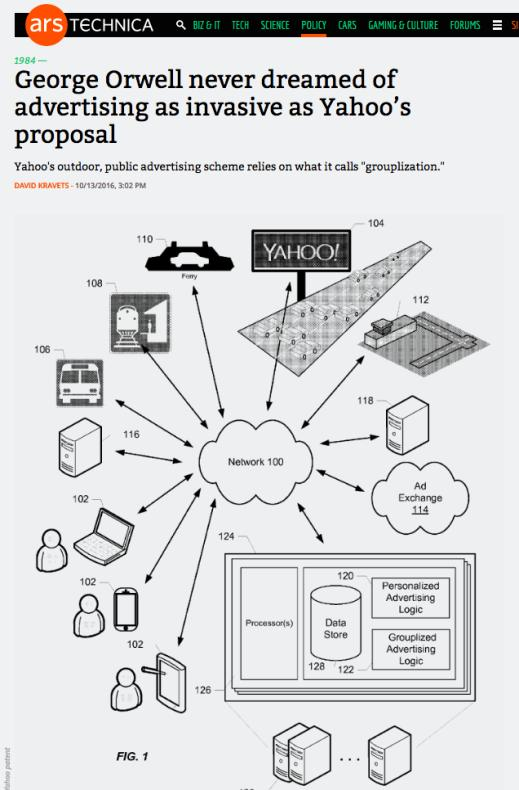 ars TECHNICA
BIZ & IT TECH SCIENCE POLICY CARS GAMING & CULTURE FORUMS
1984 —
George Orwell never dreamed of
advertising as invasive as Yahoo's
proposal
Yahoo's outdoor, public advertising scheme relies on what it calls "grouplization."
DAVID KRAVETS - 10/13/2016, 3:02 PM
110
104
YAHOO!
Ferry
108
112
106
118
116
Network 100
Ad
Exchange
114
102
124
120
Personalized
Advertising
Logic
102
Processor(s)
Data
Store
Grouplized
Advertising
Logic
128
122
102
126
FIG. 1
. . .
Yahoo patent